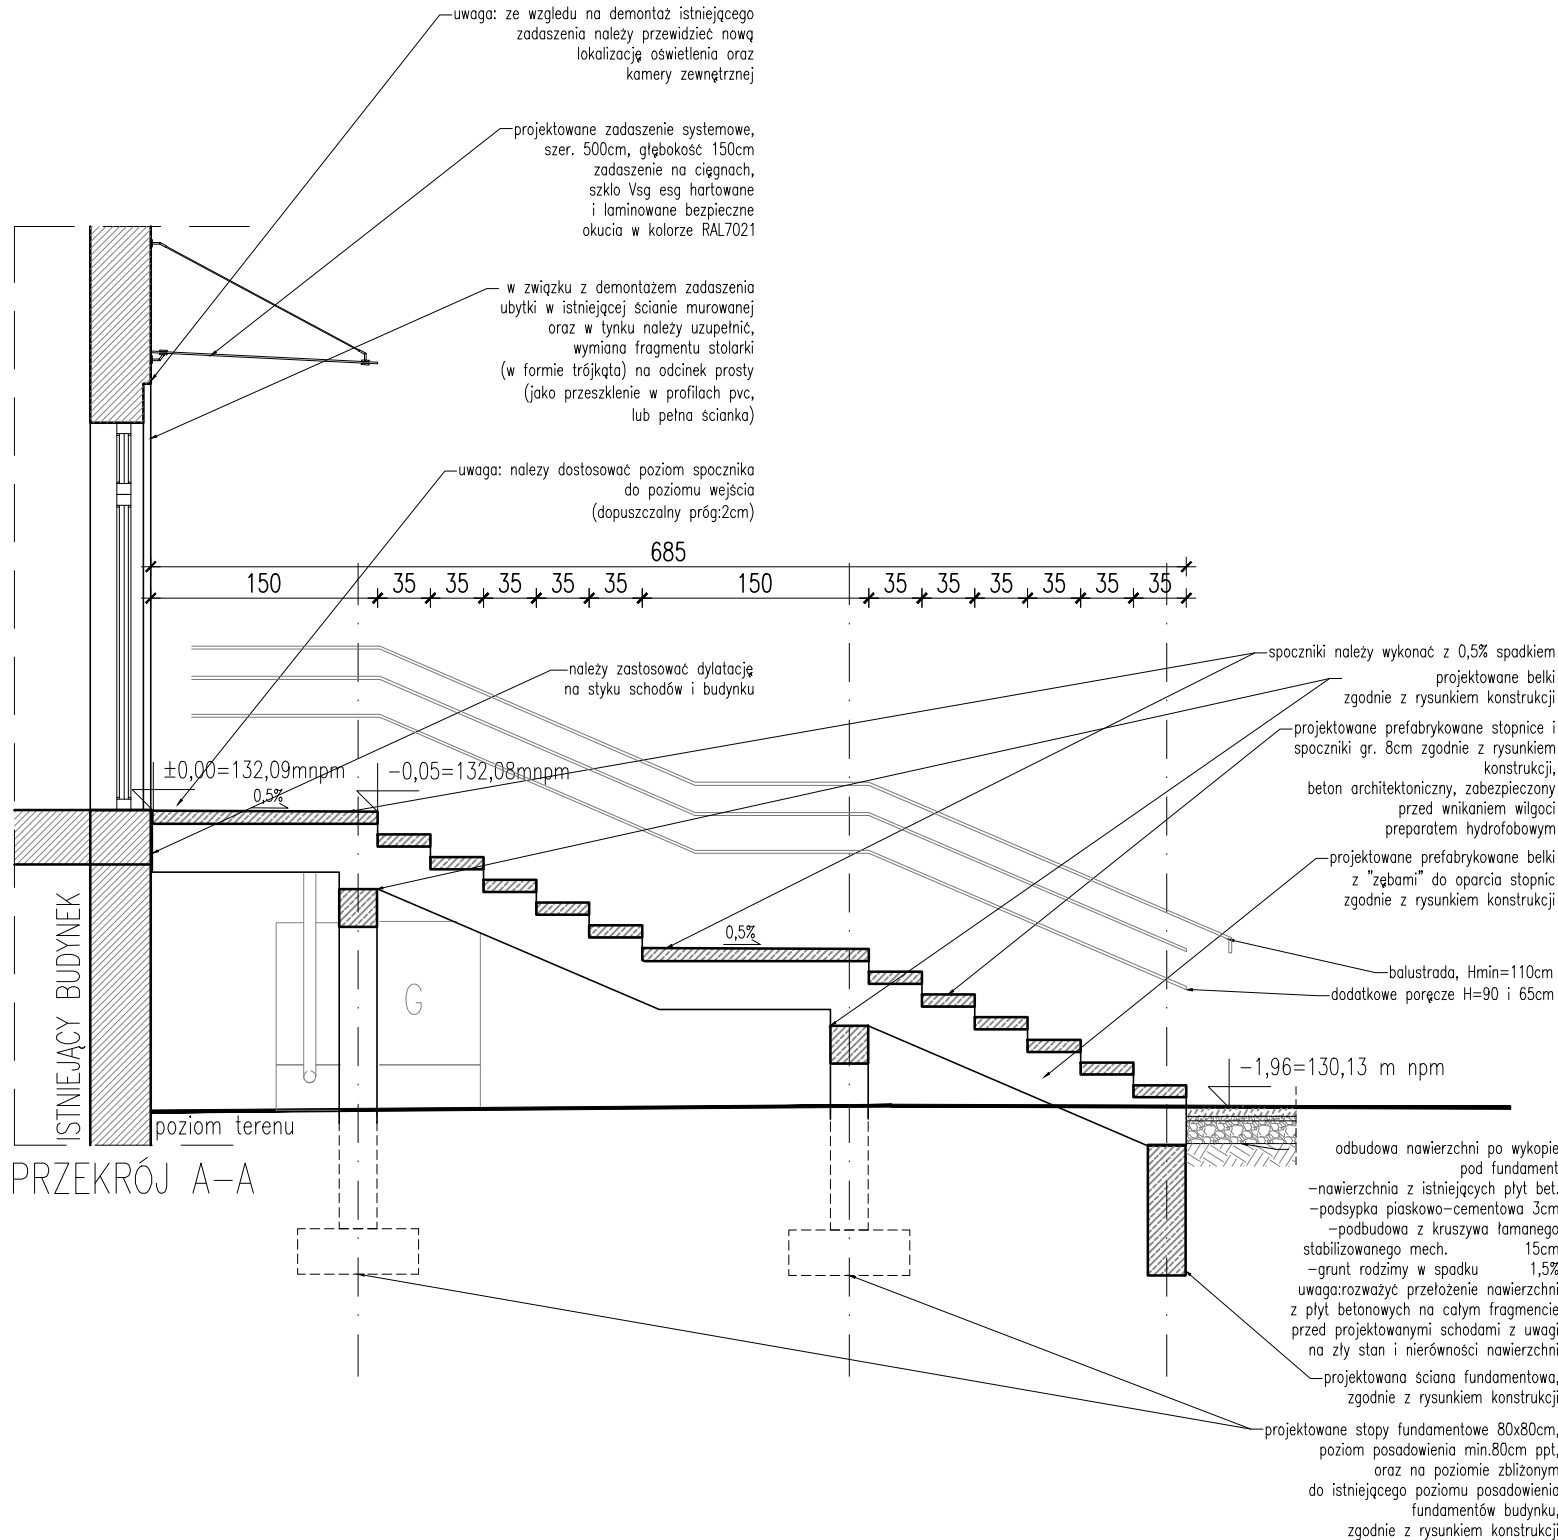 uwaga: ze wzgledu na demontaż istniejącego
zadaszenia należy przewidzieć nową
lokalizację oświetlenia oraz
kamery zewnętrznej
projektowane zadaszenie systemowe,
szer. 500cm, głębokość 150cm
zadaszenie na cięgnach,
szklo Vsg esg hartowane
i laminowane bezpieczne
okucia w kolorze RAL7021
w związku z demontażem zadaszenia
ubytki w istniejącej ścianie murowanej
oraz w tynku należy uzupełnić,
wymiana fragmentu stolarki
(w formie trójkąta) na odcinek prosty
(jako przeszklenie w profilach pvc,
lub pełna ścianka)
uwaga: nalezy dostosować poziom spocznika
do poziomu wejścia
(dopuszczalny próg:2cm)
685
150 35 35 35 35 35 150 35 35 35 35 35 35
należy zastosować dylatację
na styku schodów i budynku
±0,00=132,09mnpm
-0,05=132,08mnpm
0,5%
0,5%
G
ISTNIEJĄCY BUDYNEK
poziom terenu
PRZEKRÓJ A-A
spoczniki należy wykonać z 0,5% spadkiem
projektowane belki
zgodnie z rysunkiem konstrukcji
projektowane prefabrykowane stopnice i
spoczniki gr. 8cm zgodnie z rysunkiem
konstrukcji,
beton architektoniczny, zabezpieczony
przed wnikaniem wilgoci
preparatem hydrofobowym
projektowane prefabrykowane belki
z "zębami" do oparcia stopnic
zgodnie z rysunkiem konstrukcji
balustrada, Hmin=110cm
dodatkowe poręcze H=90 i 65cm
-1,96=130,13 m npm
odbudowa nawierzchni po wykopie
pod fundament
-nawierzchnia z istniejących płyt bet.
-podsypka piaskowo-cementowa 3cm
-podbudowa z kruszywa łamanego
stabilizowanego mech. 15cm
-grunt rodzimy w spadku 1,5%
uwaga:rozważyć przełożenie nawierzchni
z płyt betonowych na całym fragmencie
przed projektowanymi schodami z uwagi
na zły stan i nierówności nawierzchni
projektowana ściana fundamentowa,
zgodnie z rysunkiem konstrukcji
projektowane stopy fundamentowe 80x80cm,
poziom posadowienia min.80cm ppt,
oraz na poziomie zbliżonym
do istniejącego poziomu posadowienia
fundamentów budynku,
zgodnie z rysunkiem konstrukcji